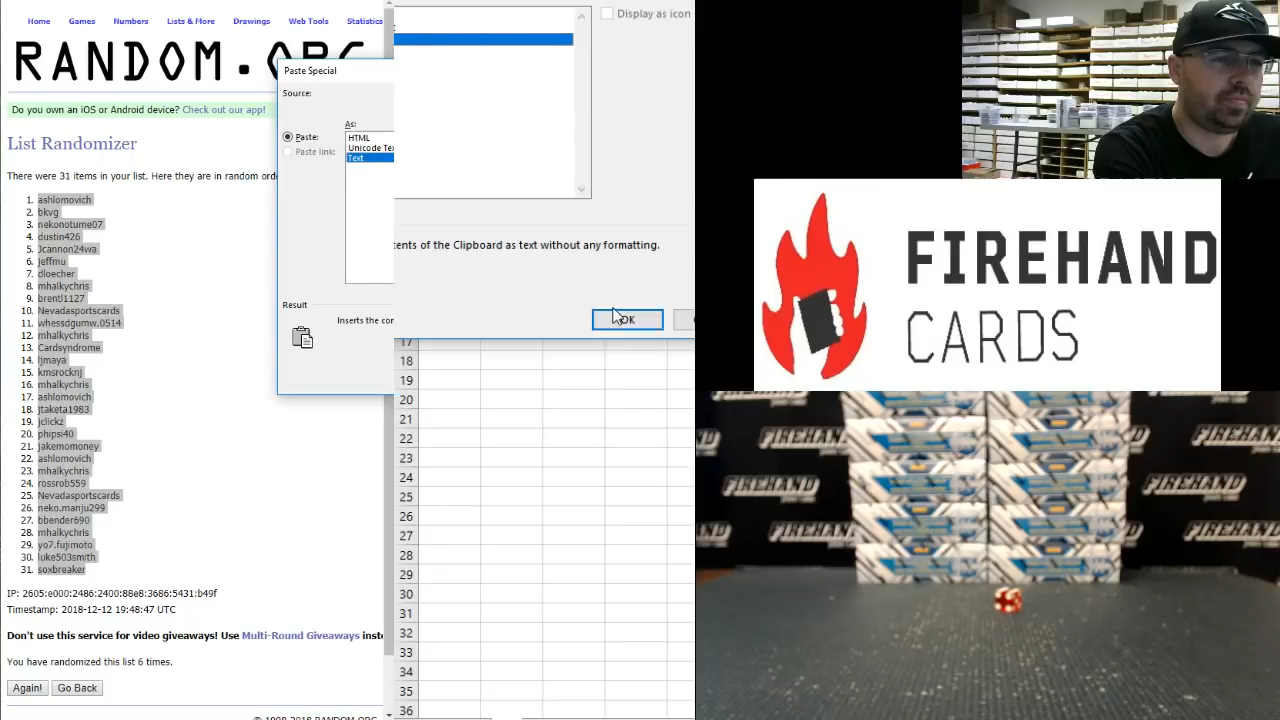 Home Games Numbers Lists & More Drawings Web Tools Statistics
RANDOM.ORG
Do you own an iOS or Android device? Check out our app!
List Randomizer
There were 31 items in your list. Here they are in random ord
1. ashlomovich
2. bkvg
3. nekonotume07
4. dustin426
5. Jcannon24wa
6. jeffmu
7. dloecher
8. mhalkychris
9. brentl1127
10. Nevadasportscards
11. whessdgumw.0514
12. mhalkychris
13. Cardsyndrome
14. ljmaya
15. kmsrocknj
16. mhalkychris
17. ashlomovich
18. jtaketa1983
19. jclickz
20. phipsi40
21. jakemomoney
22. ashlomovich
23. mhalkychris
24. rossrob559
25. Nevadasportscards
26. neko.manju299
27. bbender690
28. mhalkychris
29. yo7.fujimoto
30. luke503smith
31. soxbreaker
IP: 2605:e000:2486:2400:88e8:3686:5431:b49f
Timestamp: 2018-12-12 19:48:47 UTC
Don't use this service for video giveaways! Use Multi-Round Giveaways inste
You have randomized this list 6 times.
Again! Go Back
Paste Special
Source:
As:
Paste:
Paste link:
HTML
Unicode Tex
Text
Result
Inserts the con
Display as icon
tents of the Clipboard as text without any formatting.
OK
17
18
19
20
21
22
23
24
25
26
27
28
29
30
31
32
33
34
35
36
FIREHAND
CARDS
FIREHAND
FIREHAND
FIREHAND
FIREHAND